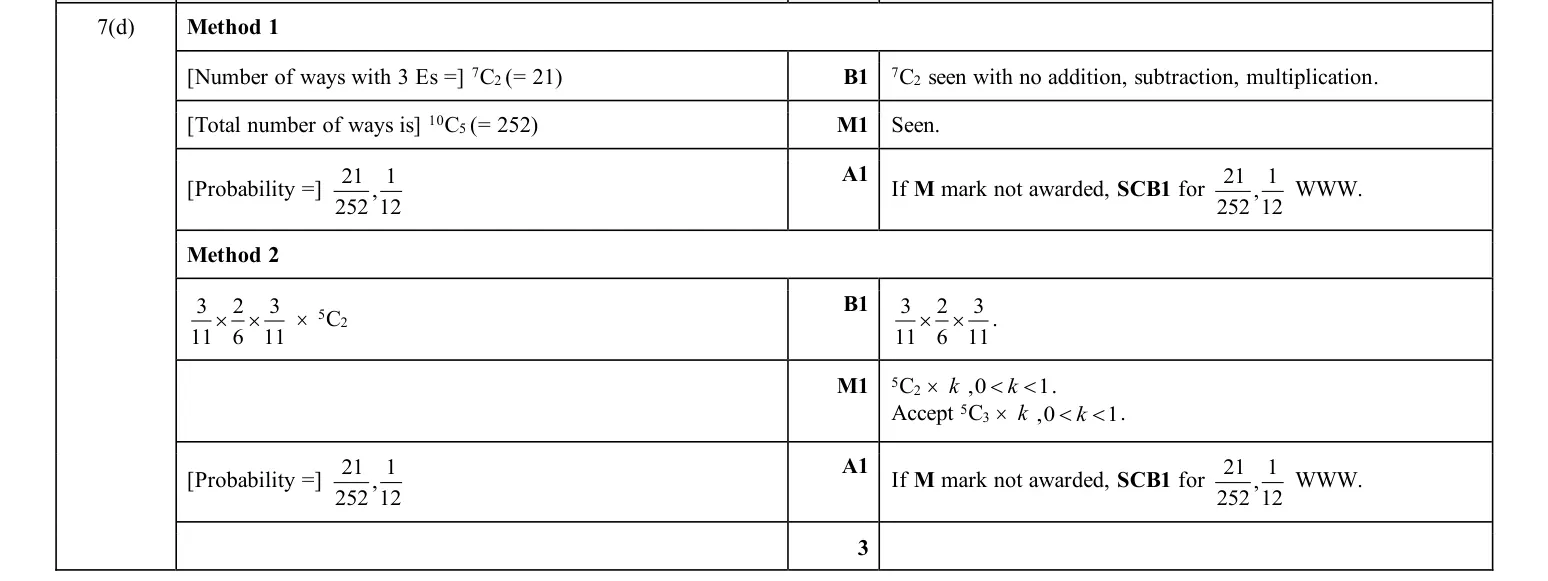 7(d) Method 1
[Number of ways with 3 Es =] ⁷C₂ (= 21) B1 ⁷C₂ seen with no addition, subtraction, multiplication.
[Total number of ways is] ¹⁰C₅ (= 252) M1 Seen.
[Probability =] 21/252, 1/12 A1 If M mark not awarded, SCB1 for 21/252, 1/12 WWW.
Method 2
3/11 × 2/6 × 3/11 × ⁵C₂ B1 3/11 × 2/6 × 3/11.
M1 ⁵C₂ × k ,0 < k < 1.
Accept ⁵C₃ × k ,0 < k < 1.
[Probability =] 21/252, 1/12 A1 If M mark not awarded, SCB1 for 21/252, 1/12 WWW.
3